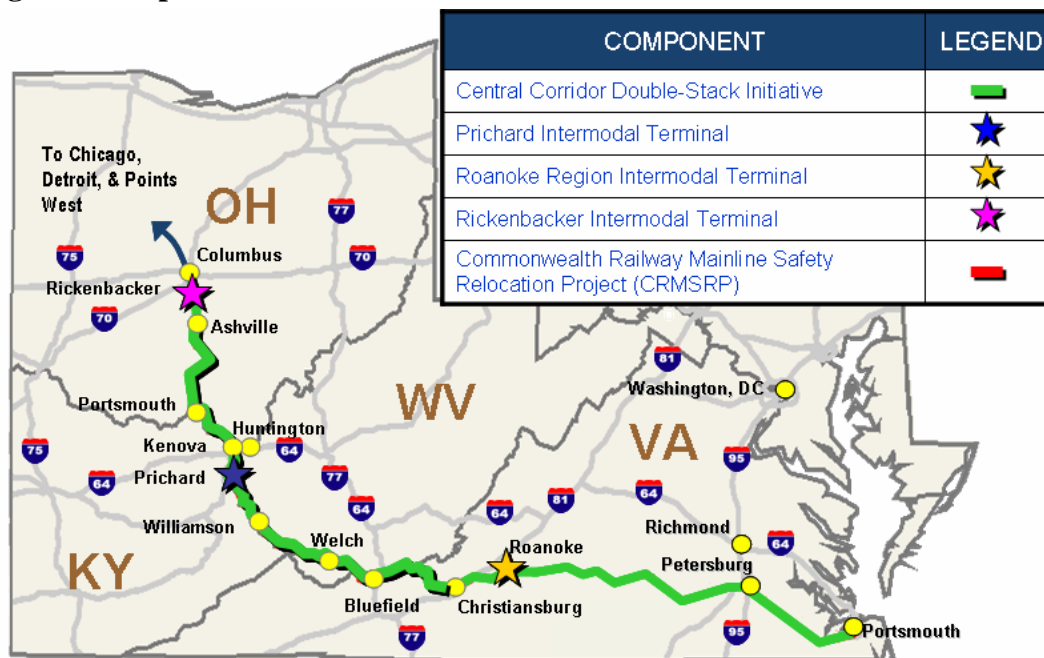 COMPONENT LEGEND
Central Corridor Double-Stack Initiative
Prichard Intermodal Terminal
Roanoke Region Intermodal Terminal
Rickenbacker Intermodal Terminal
Commonwealth Railway Mainline Safety
Relocation Project (CRMSRP)
To Chicago,
Detroit, & Points
West
OH
77
75
70
Columbus
Rickenbacker
70
Ashville
81
WV
Washington, DC
Portsmouth
Huntington
VA
Kenova
75
64
95
Prichard
64
77
64
81
64
64
Williamson
Richmond
64
Welch
Roanoke
Petersburg
KY
Bluefield
Christiansburg
77
95
Portsmouth